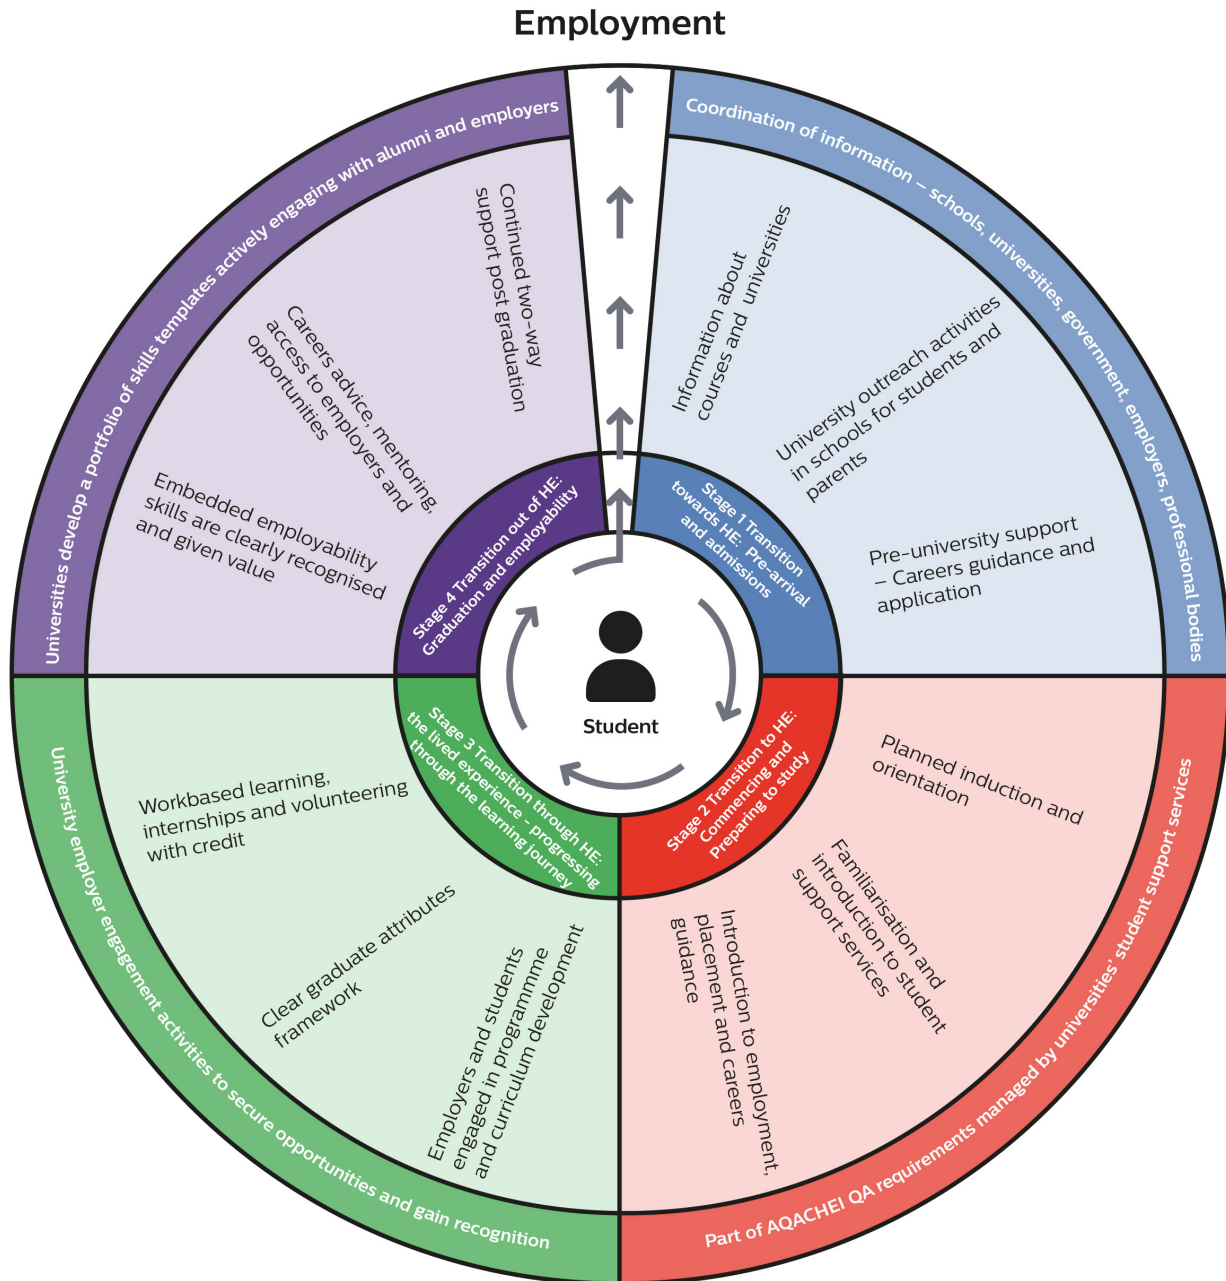 Employment
Coordination of information – schools, universities, government, employers, professional bodies
Information about
courses and universities
University outreach activities
in schools for students and
parents
Pre-university support
– Careers guidance and
application
Stage 1 Transition
towards HE: Pre-arrival
and admissions
Part of AQACHEI QA requirements managed by universities’ student support services
Planned induction and
orientation
Familiarisation and
introduction to student
support services
Introduction to employment,
placement and careers
guidance
Stage 2 Transition to HE:
Commencing and
Preparing to study
University employer engagement activities to secure opportunities and gain recognition
Employers and students
engaged in programmme
and curriculum development
Clear graduate attributes
framework
Workbased learning,
internships and volunteering
with credit
Stage 3 Transition through HE:
the lived experience - progressing
through the learning journey
Universities develop a portfolio of skills templates actively engaging with alumni and employers
Embedded employability
skills are clearly recognised
and given value
Careers advice, mentoring,
access to employers and
opportunities
Continued two-way
support post graduation
Stage 4 Transition out of HE:
Graduation and employability
Student